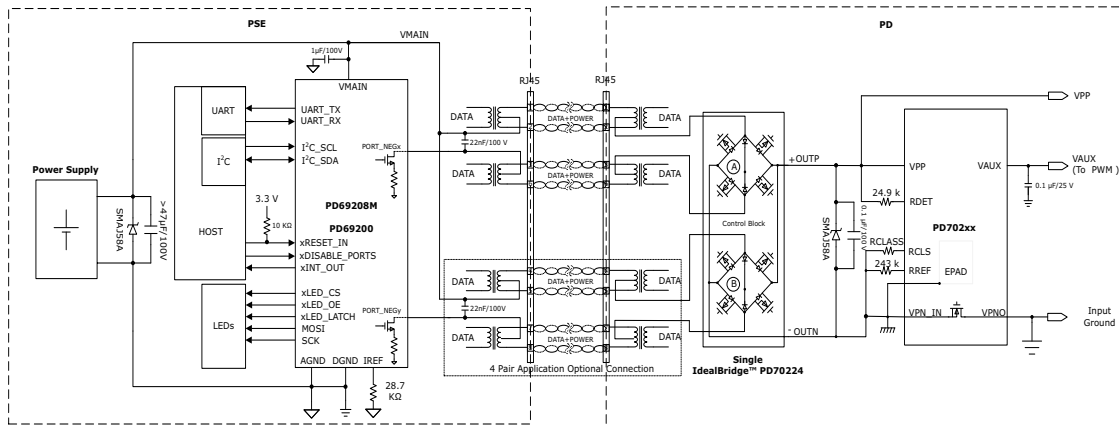 PSE
PD
VMAIN
1µF/100V
VMAIN
RJ45
RJ45
UART
UART_TX
UART_RX
DATA
DATA+POWER
DATA
VPP
I²C
I²C_SCL
I²C_SDA
PORT_NEGx
22nF/100 V
DATA
DATA+POWER
DATA
A
Control Block
B
+OUTP
-OUTN
Power Supply
SMAJ58A
>47µF/100V
3.3 V
10 KΩ
HOST
PD69208M
PD69200
xRESET_IN
xDISABLE_PORTS
xINT_OUT
LEDs
xLED_CS
xLED_OE
xLED_LATCH
MOSI
SCK
AGND DGND IREF
28.7
KΩ
DATA
DATA+POWER
DATA
PORT_NEGy
22nF/100V
DATA
DATA+POWER
DATA
4 Pair Application Optional Connection
Single
IdealBridge™ PD70224
SMAJ58A
0.1 µF/
100 V
24.9 k
RCLASS
243 k
VPP
VAUX
RDET
PD702xx
RCLS
RREF
EPAD
VPN_IN
VPNO
VAUX
(To PWM )
0.1 µF/25 V
Input
Ground